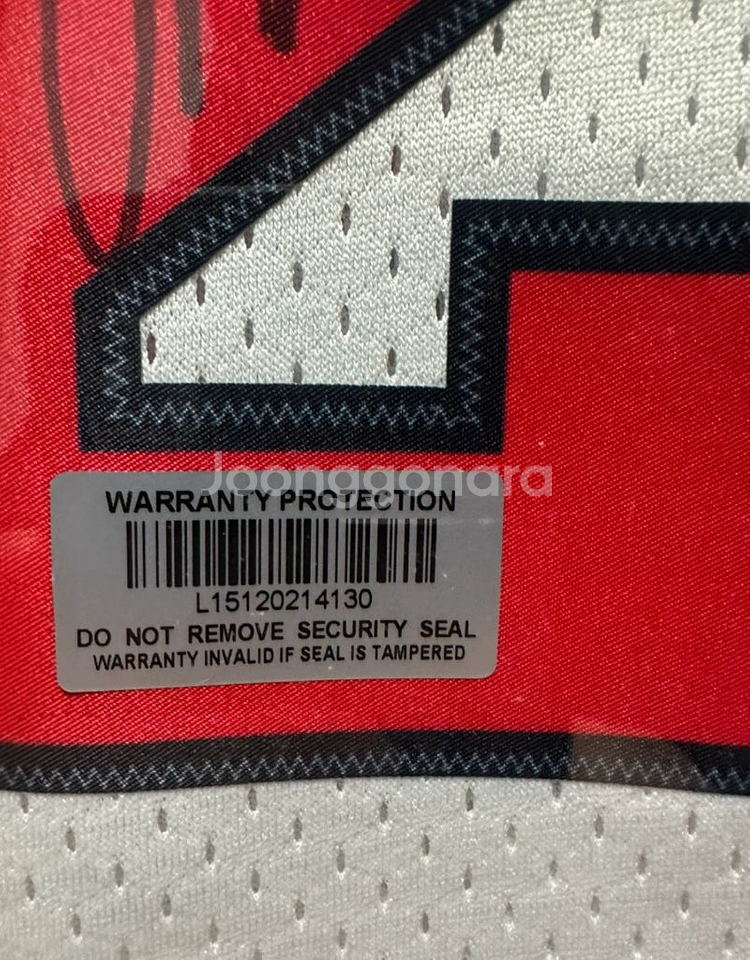 Joonggonara
WARRANTY PROTECTION
L15120214130
DO NOT REMOVE SECURITY SEAL
WARRANTY INVALID IF SEAL IS TAMPERED